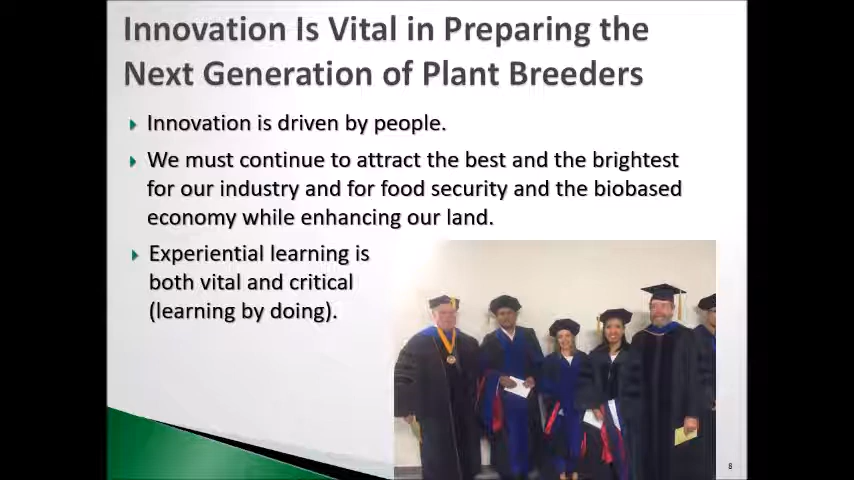 Innovation Is Vital in Preparing the
Next Generation of Plant Breeders
Innovation is driven by people.
We must continue to attract the best and the brightest
for our industry and for food security and the biobased
economy while enhancing our land.
Experiential learning is
both vital and critical
(learning by doing).
8